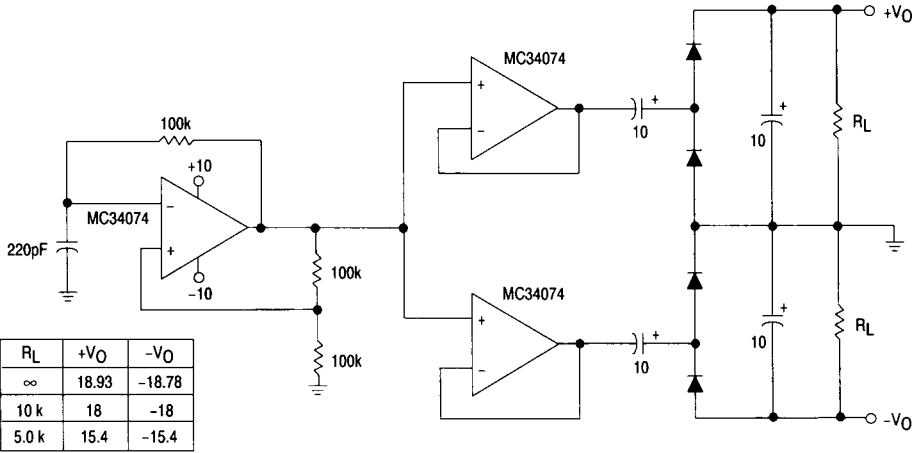 MC34074
+VO
+
−
+
10
+
10
RL
100k
+10
MC34074
−
+
−10
220pF
100k
100k
MC34074
+
−
+
10
+
10
RL
−VO
RL +VO −VO
∞ 18.93 −18.78
10 k 18 −18
5.0 k 15.4 −15.4